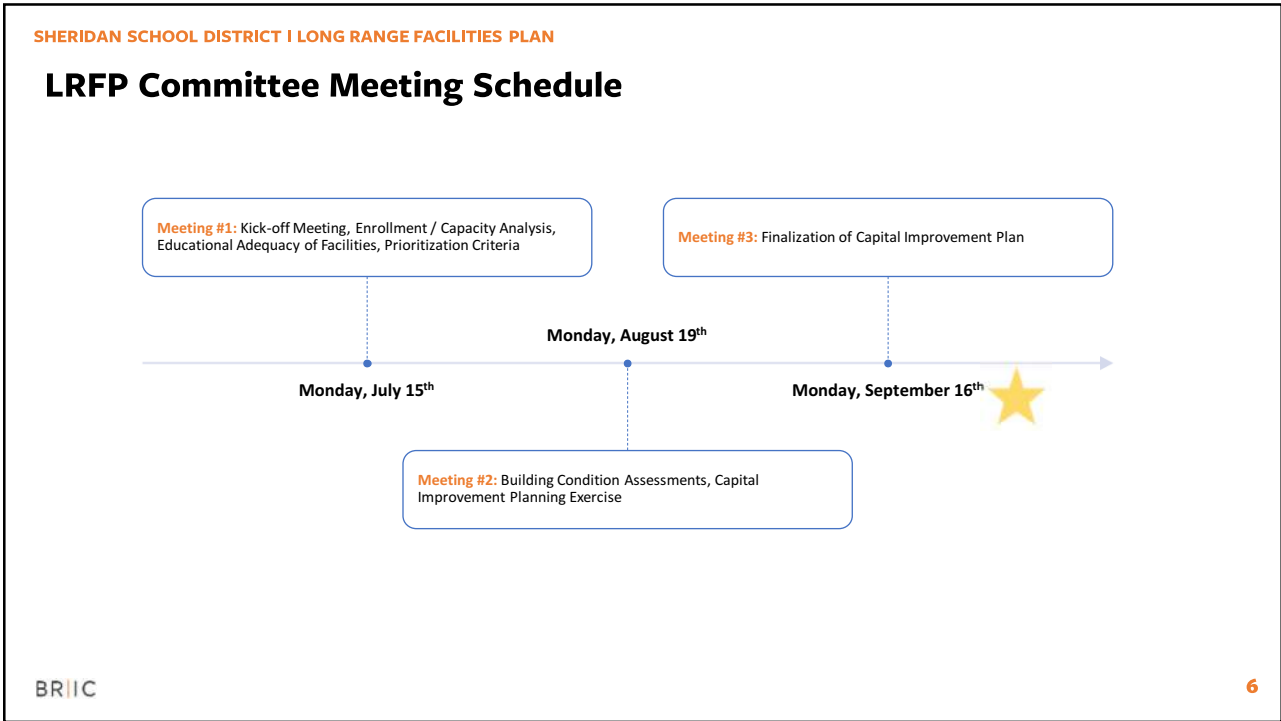 SHERIDAN SCHOOL DISTRICT I LONG RANGE FACILITIES PLAN
LRFP Committee Meeting Schedule
Meeting #1: Kick-off Meeting, Enrollment / Capacity Analysis,
Educational Adequacy of Facilities, Prioritization Criteria
Meeting #3: Finalization of Capital Improvement Plan
Monday, August 19th
Monday, July 15th
Monday, September 16th
Meeting #2: Building Condition Assessments, Capital
Improvement Planning Exercise
BRIIC
6